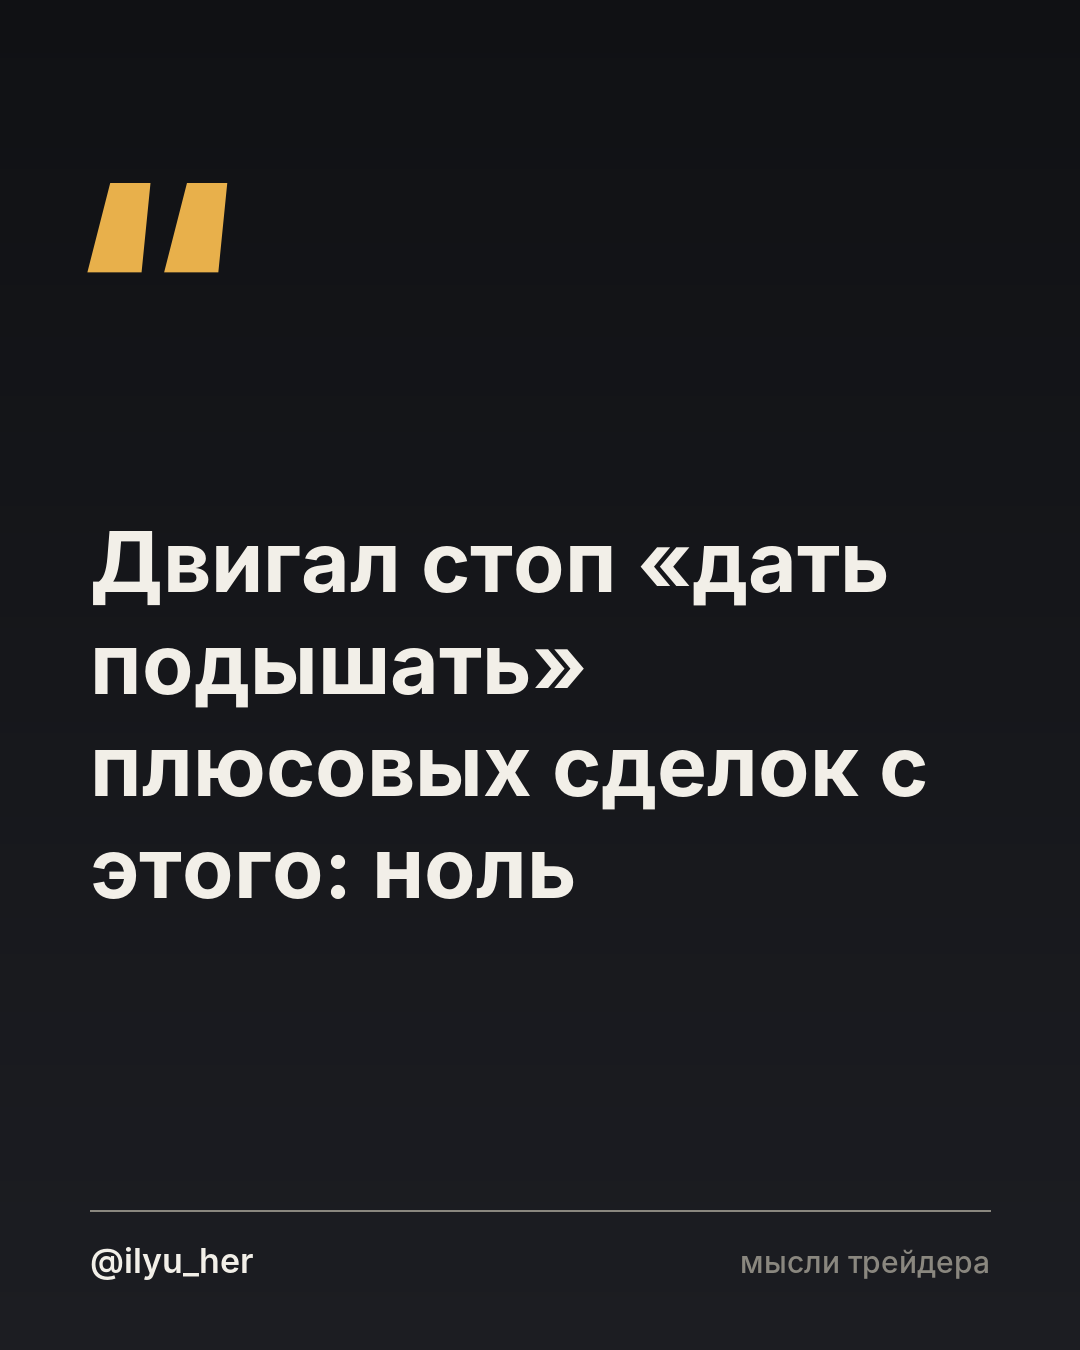 "
Двигал стоп «дать
подышать»
плюсовых сделок с
этого: ноль
@ilyu_her
мысли трейдера